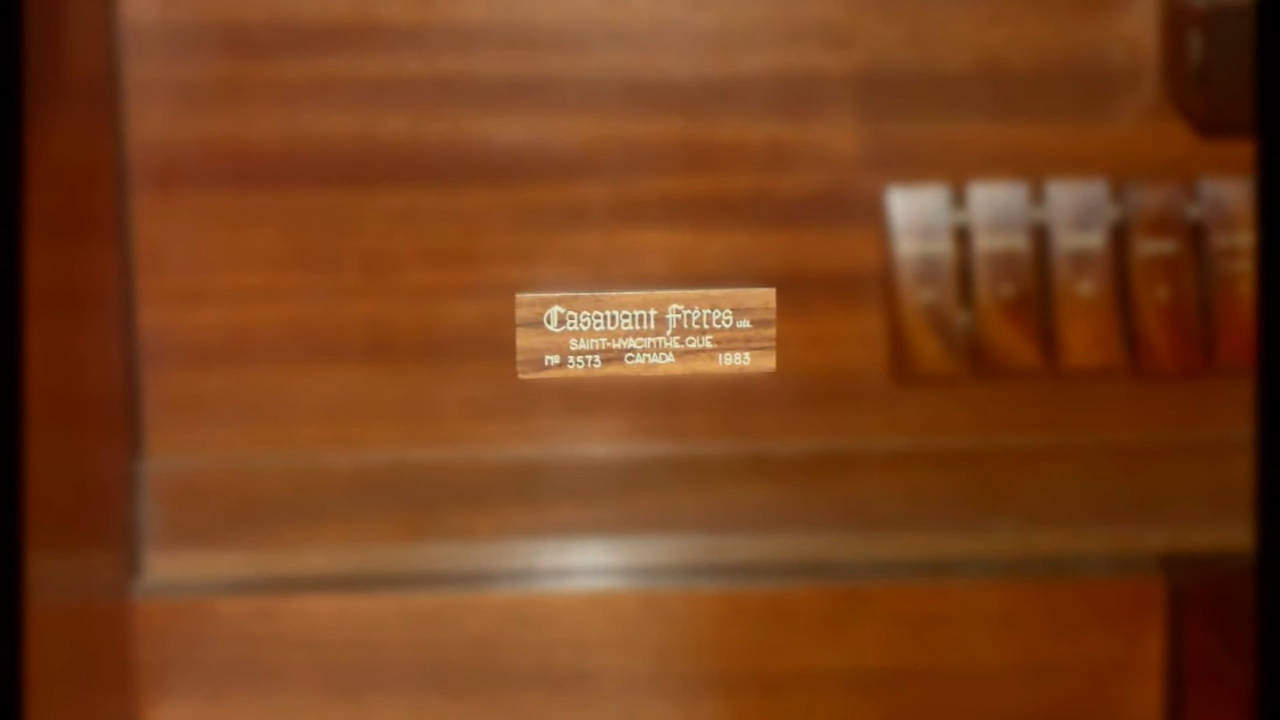 Casavant Frères Ltée.
SAINT-HYACINTHE, QUE.
Nº 3573 CANADA 1983